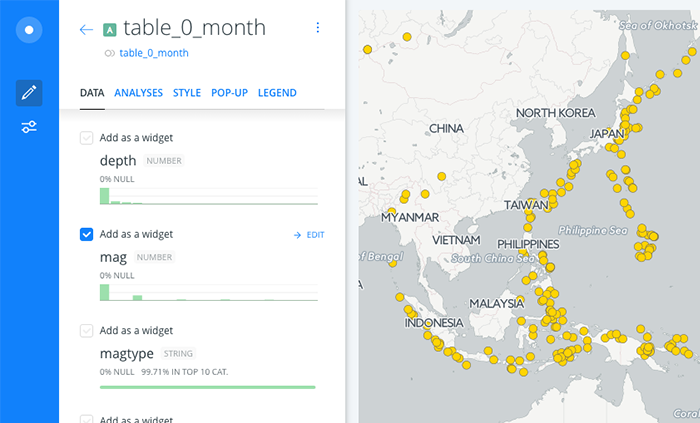 A table_0_month
table_0_month
DATA ANALYSES STYLE POP-UP LEGEND
Add as a widget
depth NUMBER
0% NULL
Add as a widget EDIT
mag NUMBER
0% NULL
Add as a widget
magtype STRING
0% NULL 99.71% IN TOP 10 CAT.
Add as a widget
Sea of Okhotsk
NORTH KOREA
CHINA
JAPAN
AL
TAIWAN
MYANMAR
Philippine Sea
VIETNAM
PHILIPPINES
of Bengal
South China Sea
A
MALAYSIA
INDONESIA
Coral